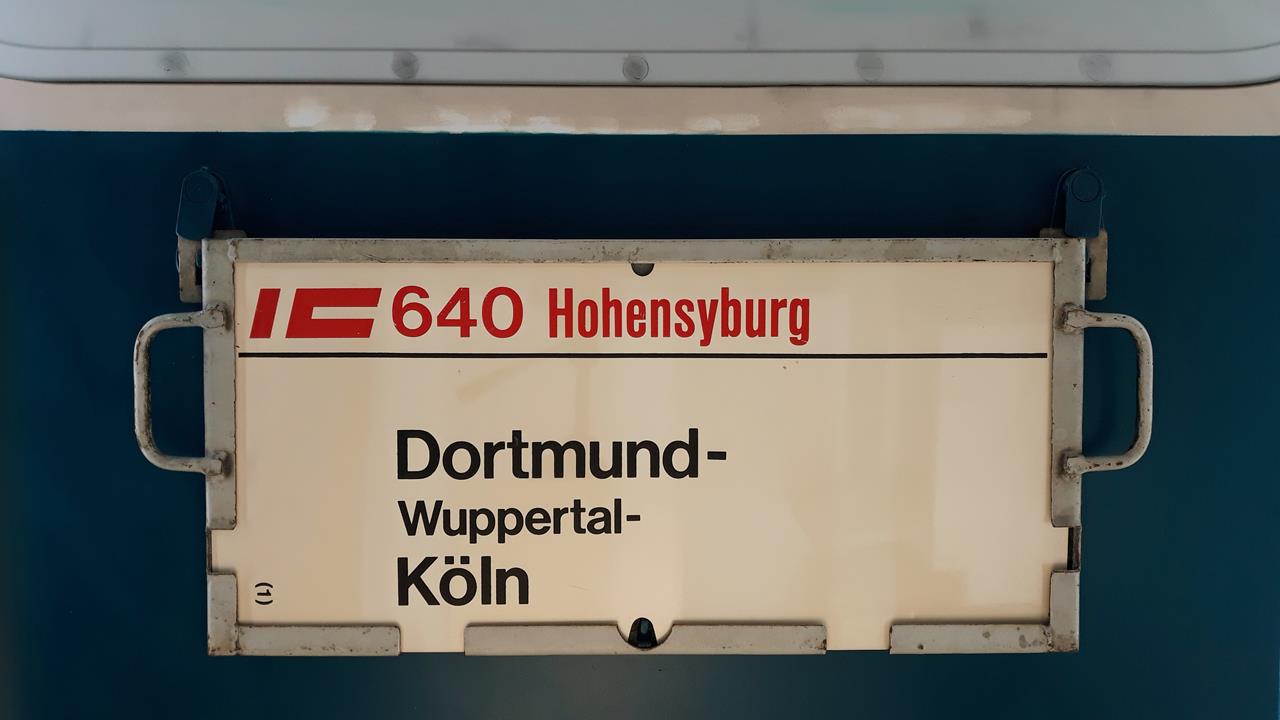 IC 640 Hohensyburg
Dortmund-
Wuppertal-
Köln
(1)